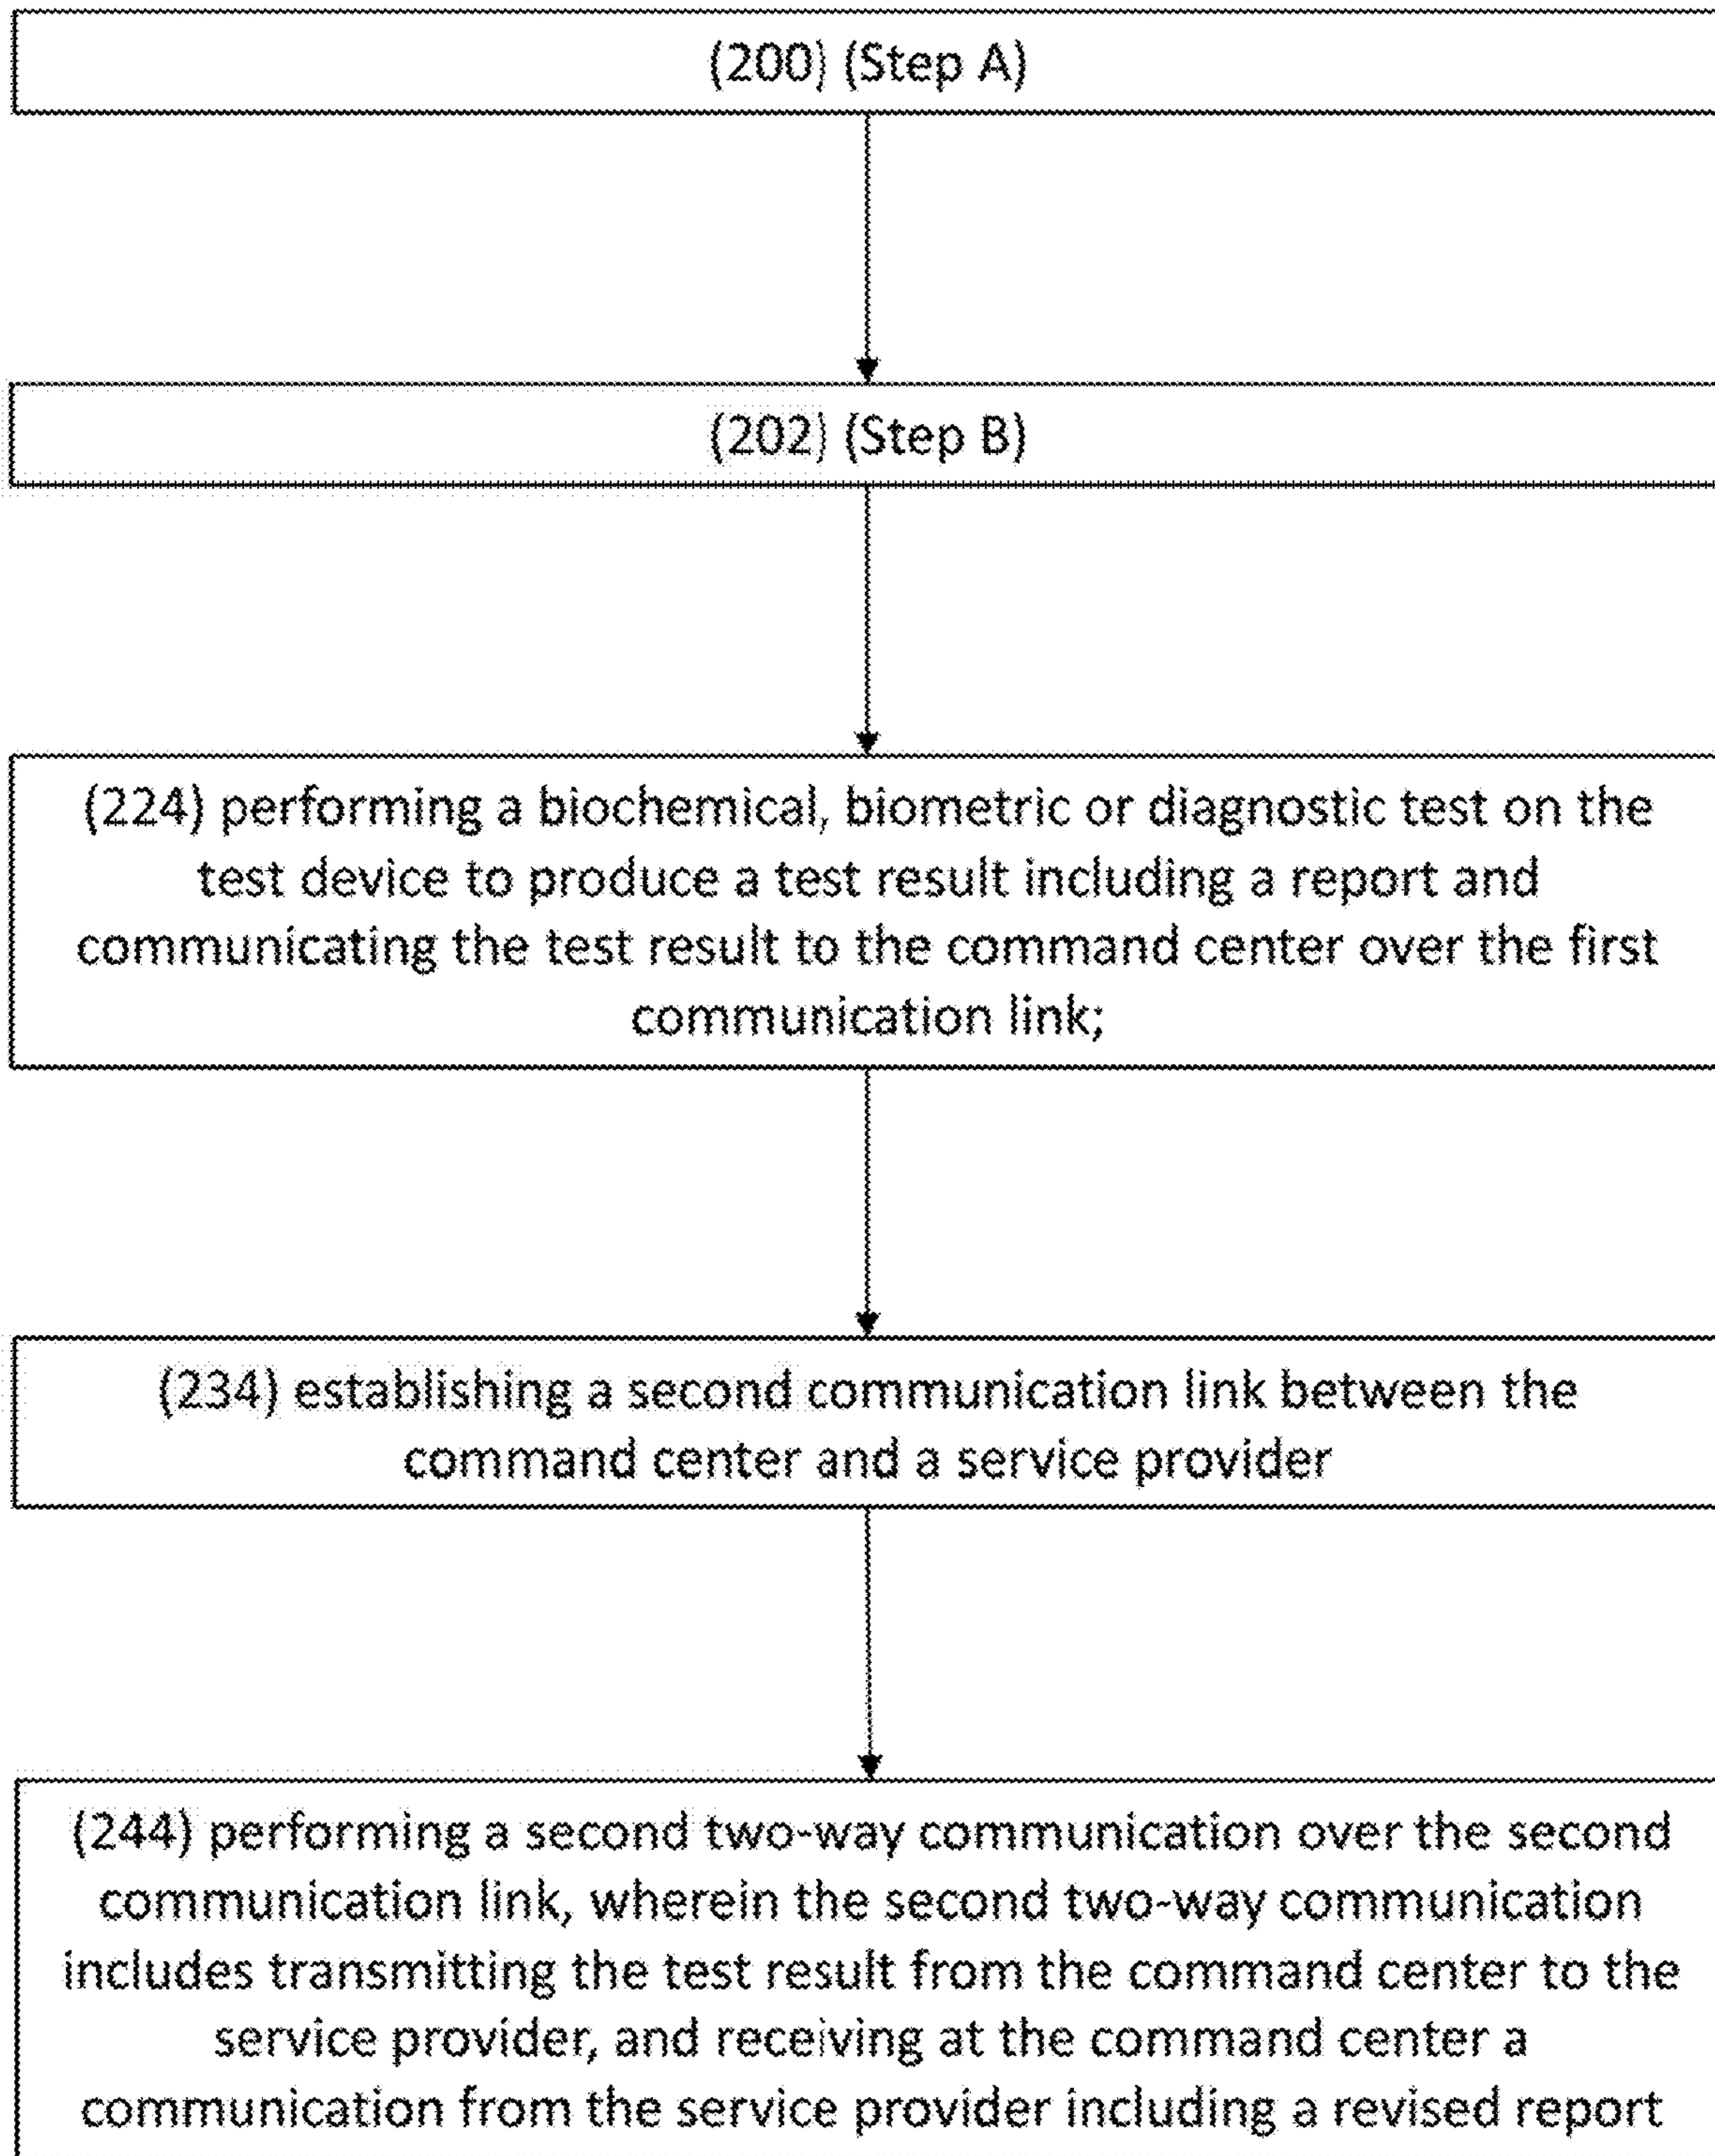 (200) (Step A)
(202) (Step B)
(224) performing a biochemical, biometric or diagnostic test on the
test device to produce a test result including a report and
communicating the test result to the command center over the first
communication link;
(234) establishing a second communication link between the
command center and a service provider
(244) performing a second two-way communication over the second
communication link, wherein the second two-way communication
includes transmitting the test result from the command center to the
service provider, and receiving at the command center a
communication from the service provider including a revised report